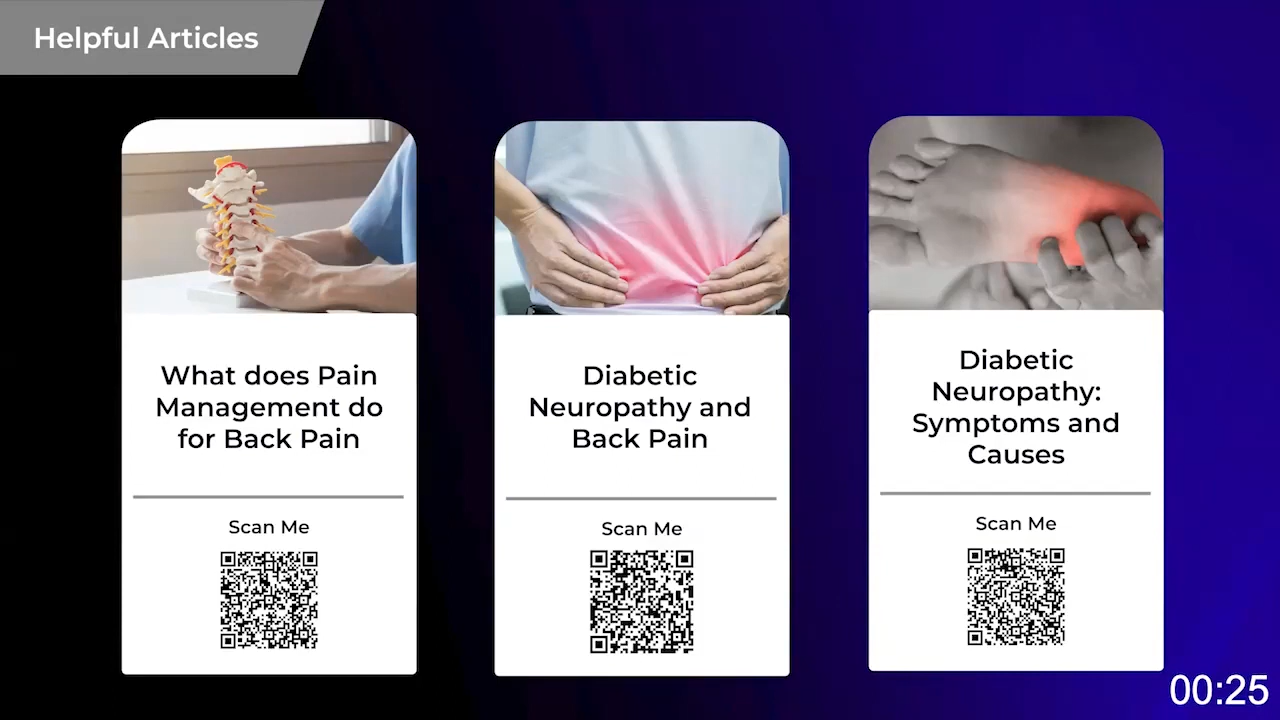 Helpful Articles
What does Pain
Management do
for Back Pain
Scan Me
Diabetic
Neuropathy and
Back Pain
Scan Me
Diabetic
Neuropathy:
Symptoms and
Causes
Scan Me
00:25